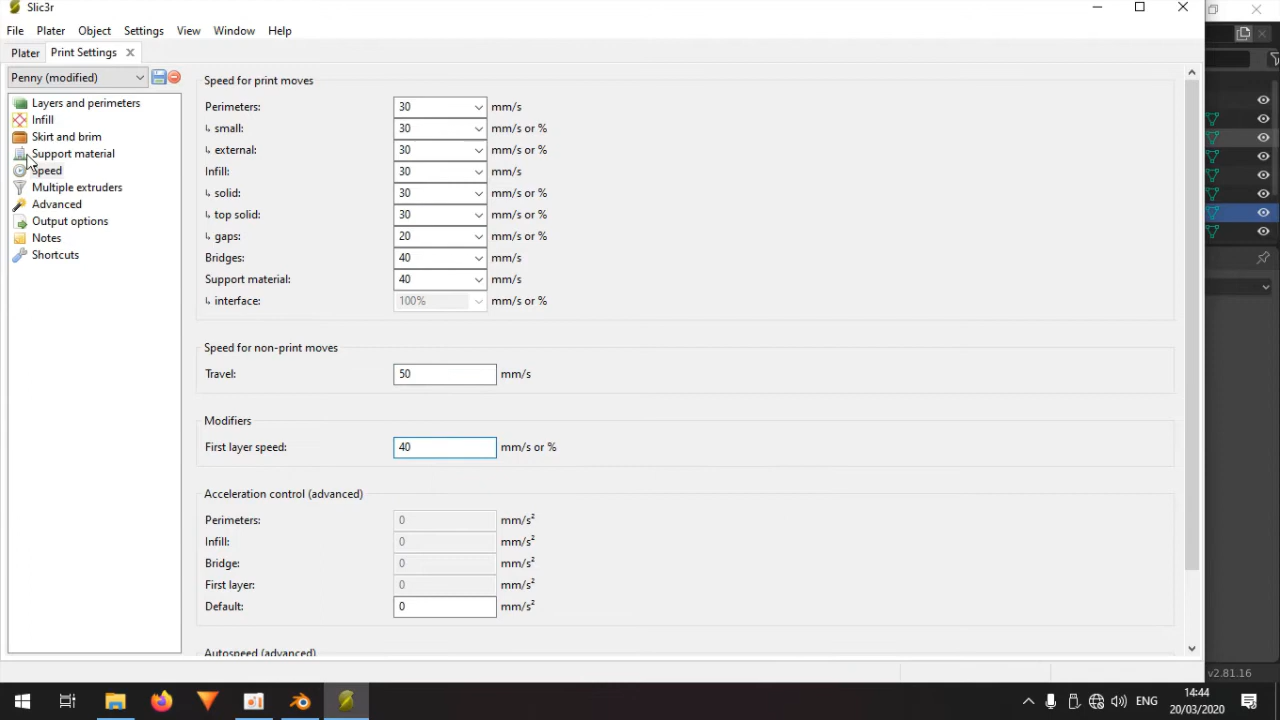 Slic3r
File Plater Object Settings View Window Help
Plater Print Settings
Penny (modified)
Layers and perimeters
Infill
Skirt and brim
Support material
Speed
Multiple extruders
Advanced
Output options
Notes
Shortcuts
Speed for print moves
Perimeters: 30 mm/s
↳ small: 30 mm/s or %
↳ external: 30 mm/s or %
Infill: 30 mm/s
↳ solid: 30 mm/s or %
↳ top solid: 30 mm/s or %
↳ gaps: 20 mm/s or %
Bridges: 40 mm/s
Support material: 40 mm/s
↳ interface: 100% mm/s or %
Speed for non-print moves
Travel: 50 mm/s
Modifiers
First layer speed: 40 mm/s or %
Acceleration control (advanced)
Perimeters: 0 mm/s²
Infill: 0 mm/s²
Bridge: 0 mm/s²
First layer: 0 mm/s²
Default: 0 mm/s²
Autospeed (advanced)
v2.81.16
ENG
14:44
20/03/2020